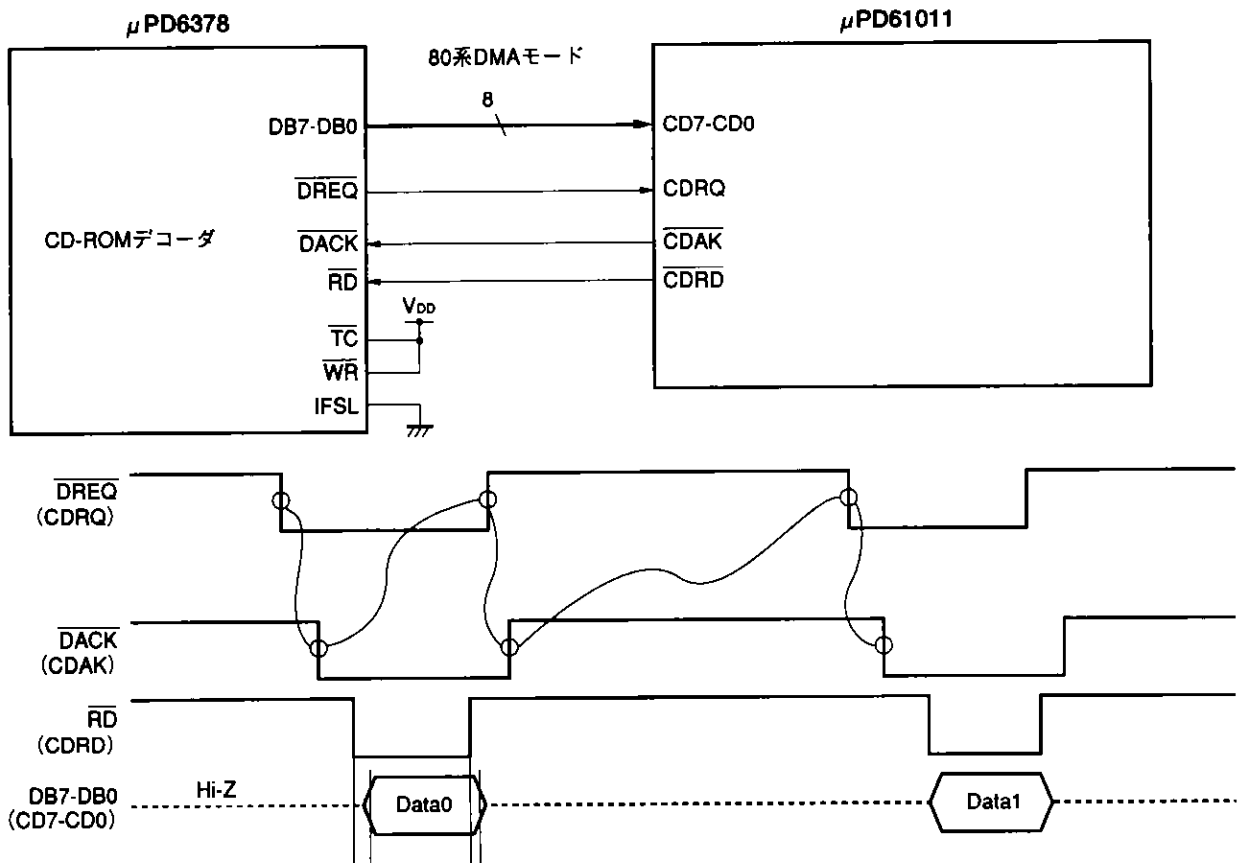 μPD6378
μPD61011
80系DMAモード
8
DB7-DB0
CD7-CD0
DREQ
CDRQ
CD-ROMデコーダ
DACK
CDAK
RD
CDRD
VDD
TC
WR
IFSL
DREQ
(CDRQ)
DACK
(CDAK)
RD
(CDRD)
DB7-DB0
(CD7-CD0)
Hi-Z
Data0
Data1